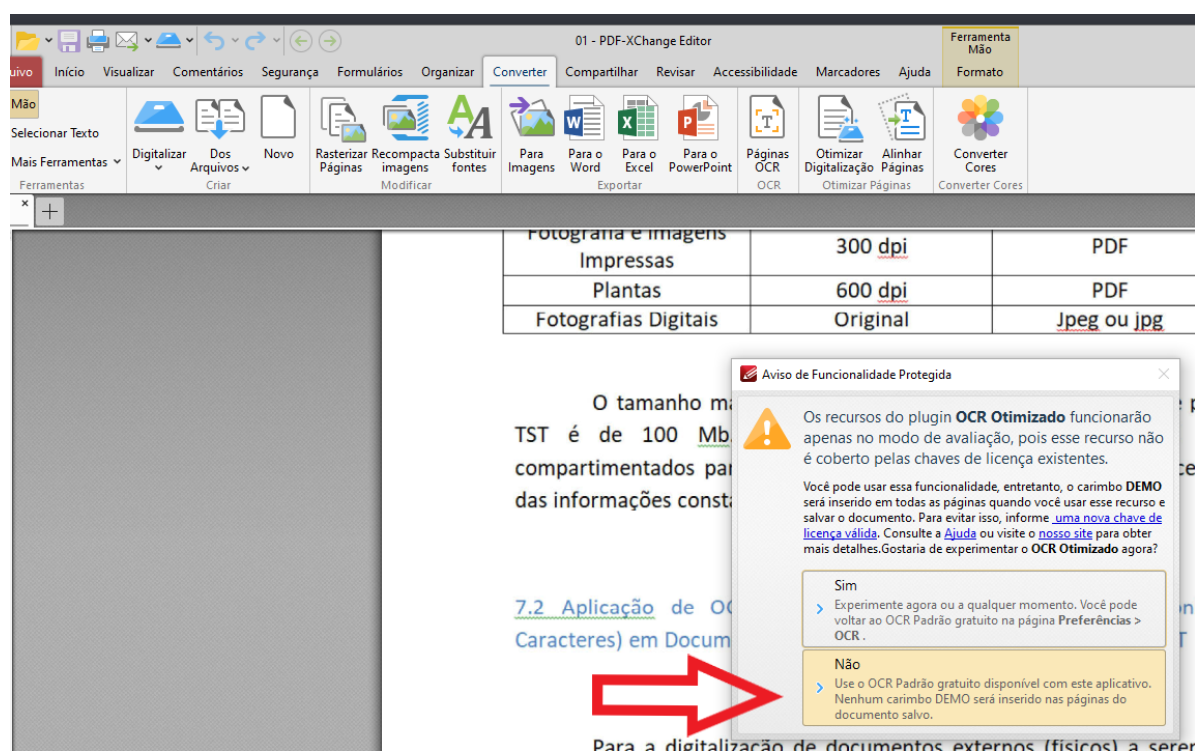 01 - PDF-XChange Editor
Ferramenta
Mão
uivo Início Visualizar Comentários Segurança Formulários Organizar Converter Compartilhar Revisar Acessibilidade Marcadores Ajuda Formato
Mão
Selecionar Texto
Mais Ferramentas
Ferramentas
Digitalizar
Dos
Arquivos
Novo
Criar
Rasterizar
Páginas
Recompacta
imagens
Substituir
fontes
Modificar
Para
Imagens
Para o
Word
Para o
Excel
Para o
PowerPoint
Exportar
Páginas
OCR
OCR
Otimizar
Digitalização
Alinhar
Páginas
Otimizar Páginas
Converter
Cores
Converter Cores
Fotografia e Imagens
Impressas
300 dpi
PDF
Plantas 600 dpi PDF
Fotografias Digitais Original Jpeg ou jpg
O tamanho m
TST é de 100 Mb.
compartimentados par
das informações consta
7.2 Aplicação de OC
Caracteres) em Docum
Para a digitalização de documentos externos (físicos) a serem
Aviso de Funcionalidade Protegida
Os recursos do plugin OCR Otimizado funcionarão
apenas no modo de avaliação, pois esse recurso não
é coberto pelas chaves de licença existentes.
Você pode usar essa funcionalidade, entretanto, o carimbo DEMO
será inserido em todas as páginas quando você usar esse recurso e
salvar o documento. Para evitar isso, informe uma nova chave de
licença válida. Consulte a Ajuda ou visite o nosso site para obter
mais detalhes.Gostaria de experimentar o OCR Otimizado agora?
Sim
Experimente agora ou a qualquer momento. Você pode
voltar ao OCR Padrão gratuito na página Preferências >
OCR .
Não
Use o OCR Padrão gratuito disponível com este aplicativo.
Nenhum carimbo DEMO será inserido nas páginas do
documento salvo.